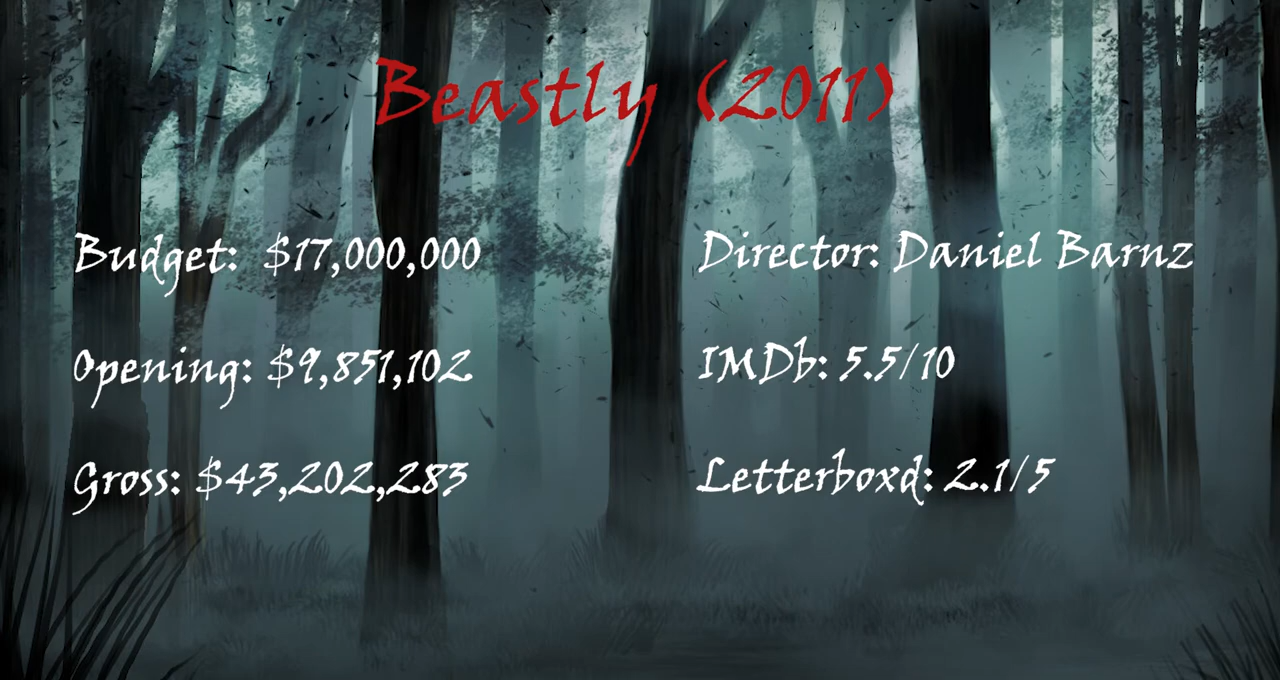 Beastly (2011)
Budget: $17,000,000
Opening: $9,851,102
Gross: $43,202,283
Director: Daniel Barnz
IMDb: 5.5/10
Letterboxd: 2.1/5